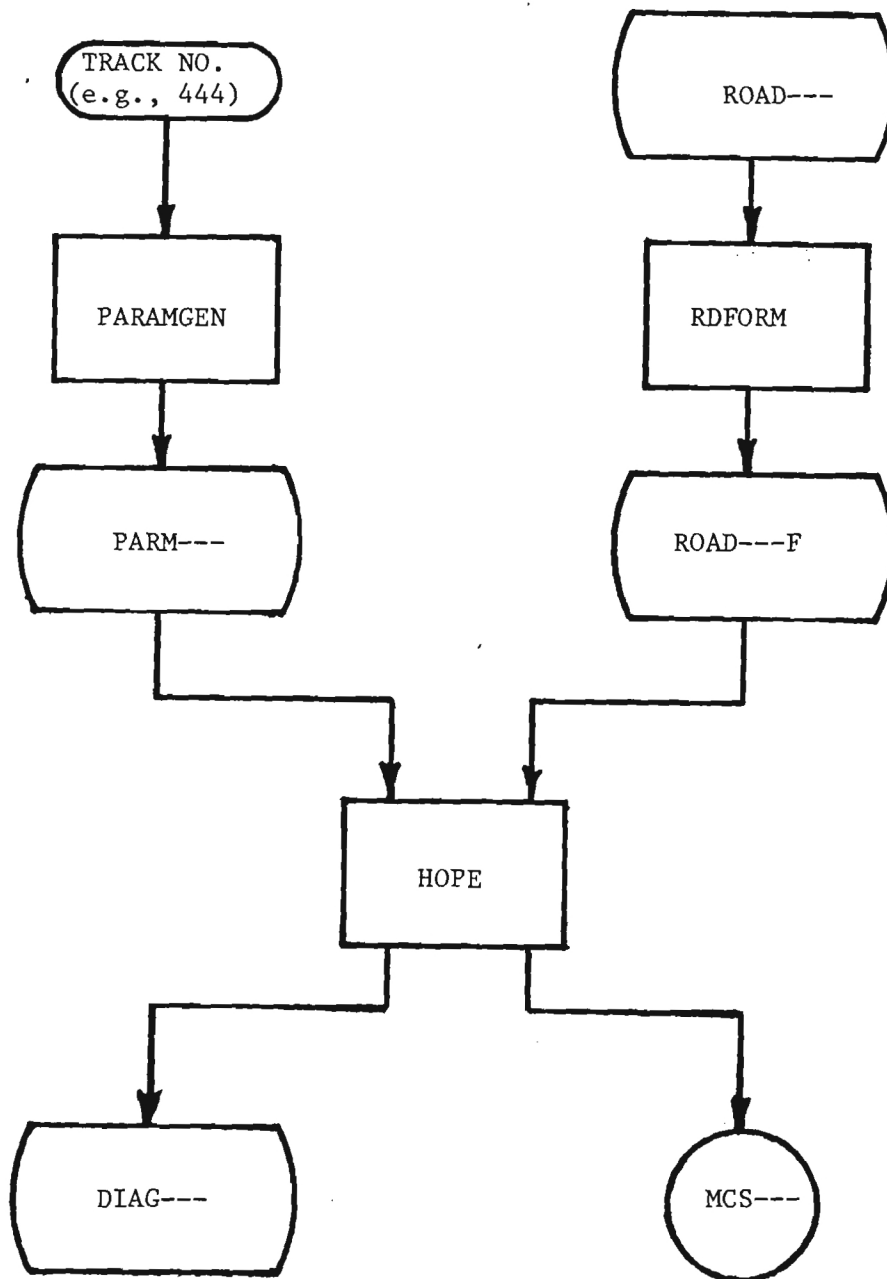 TRACK NO.
(e.g., 444)
ROAD---
PARAMGEN
RDFORM
PARM---
ROAD---F
HOPE
DIAG---
MCS---